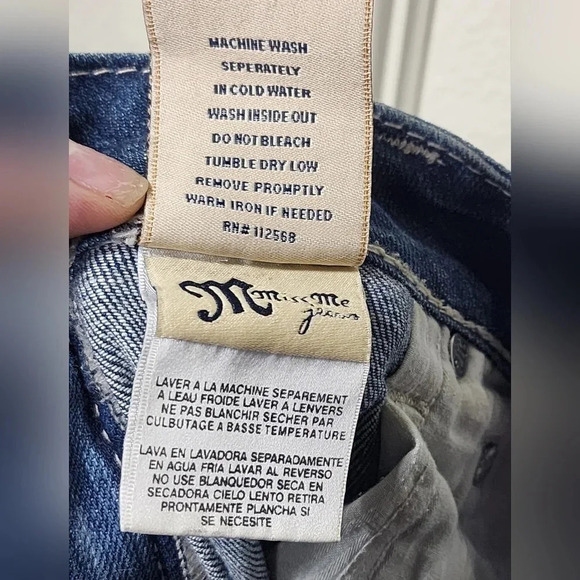 MACHINE WASH
SEPERATELY
IN COLD WATER
WASH INSIDE OUT
DO NOT BLEACH
TUMBLE DRY LOW
REMOVE PROMPTLY
WARM IRON IF NEEDED
RN# 112568
M Miss Me
jeans
LAVER A LA MACHINE SEPAREMENT
A LEAU FROIDE LAVER A LENVERS
NE PAS BLANCHIR SECHER PAR
CULBUTAGE A BASSE TEMPERATURE
LAVA EN LAVADORA SEPARADAMENTE
EN AGUA FRIA LAVAR AL REVERSO
NO USE BLANQUEDOR SECA EN
SECADORA CIELO LENTO RETIRA
PRONTAMENTE PLANCHA SI
SE NECESITE